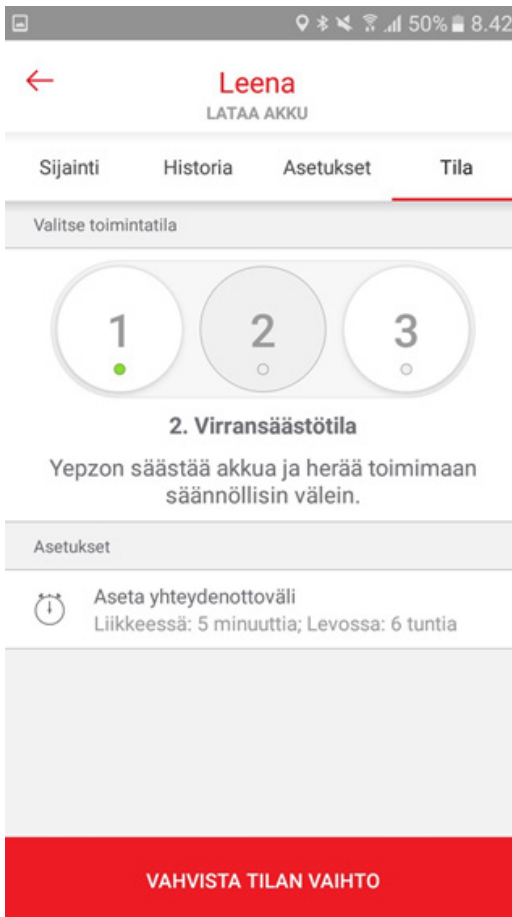 50% 8.42
Leena
LATAA AKKU
Sijainti Historia Asetukset Tila
Valitse toimintatila
1 2 3
2. Virransäästötila
Yepzon säästää akkua ja herää toimimaan
säännöllisin välein.
Asetukset
Aseta yhteydenottoväli
Liikkeessä: 5 minuuttia; Levossa: 6 tuntia
VAHVISTA TILAN VAIHTO